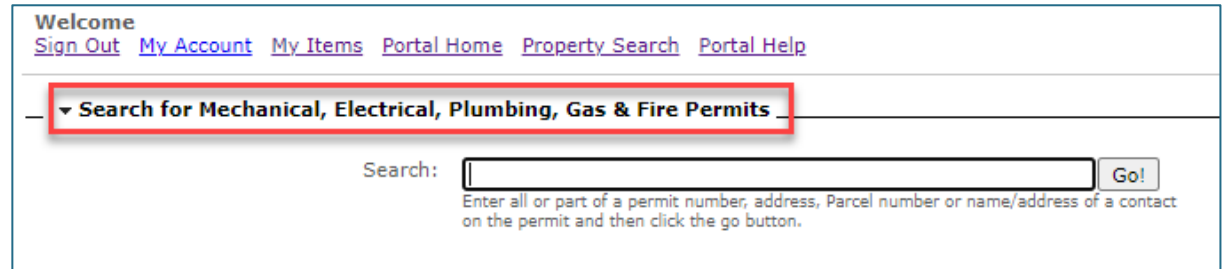 Welcome
Sign Out My Account My Items Portal Home Property Search Portal Help
Search for Mechanical, Electrical, Plumbing, Gas & Fire Permits
Search: Go!
Enter all or part of a permit number, address, Parcel number or name/address of a contact
on the permit and then click the go button.